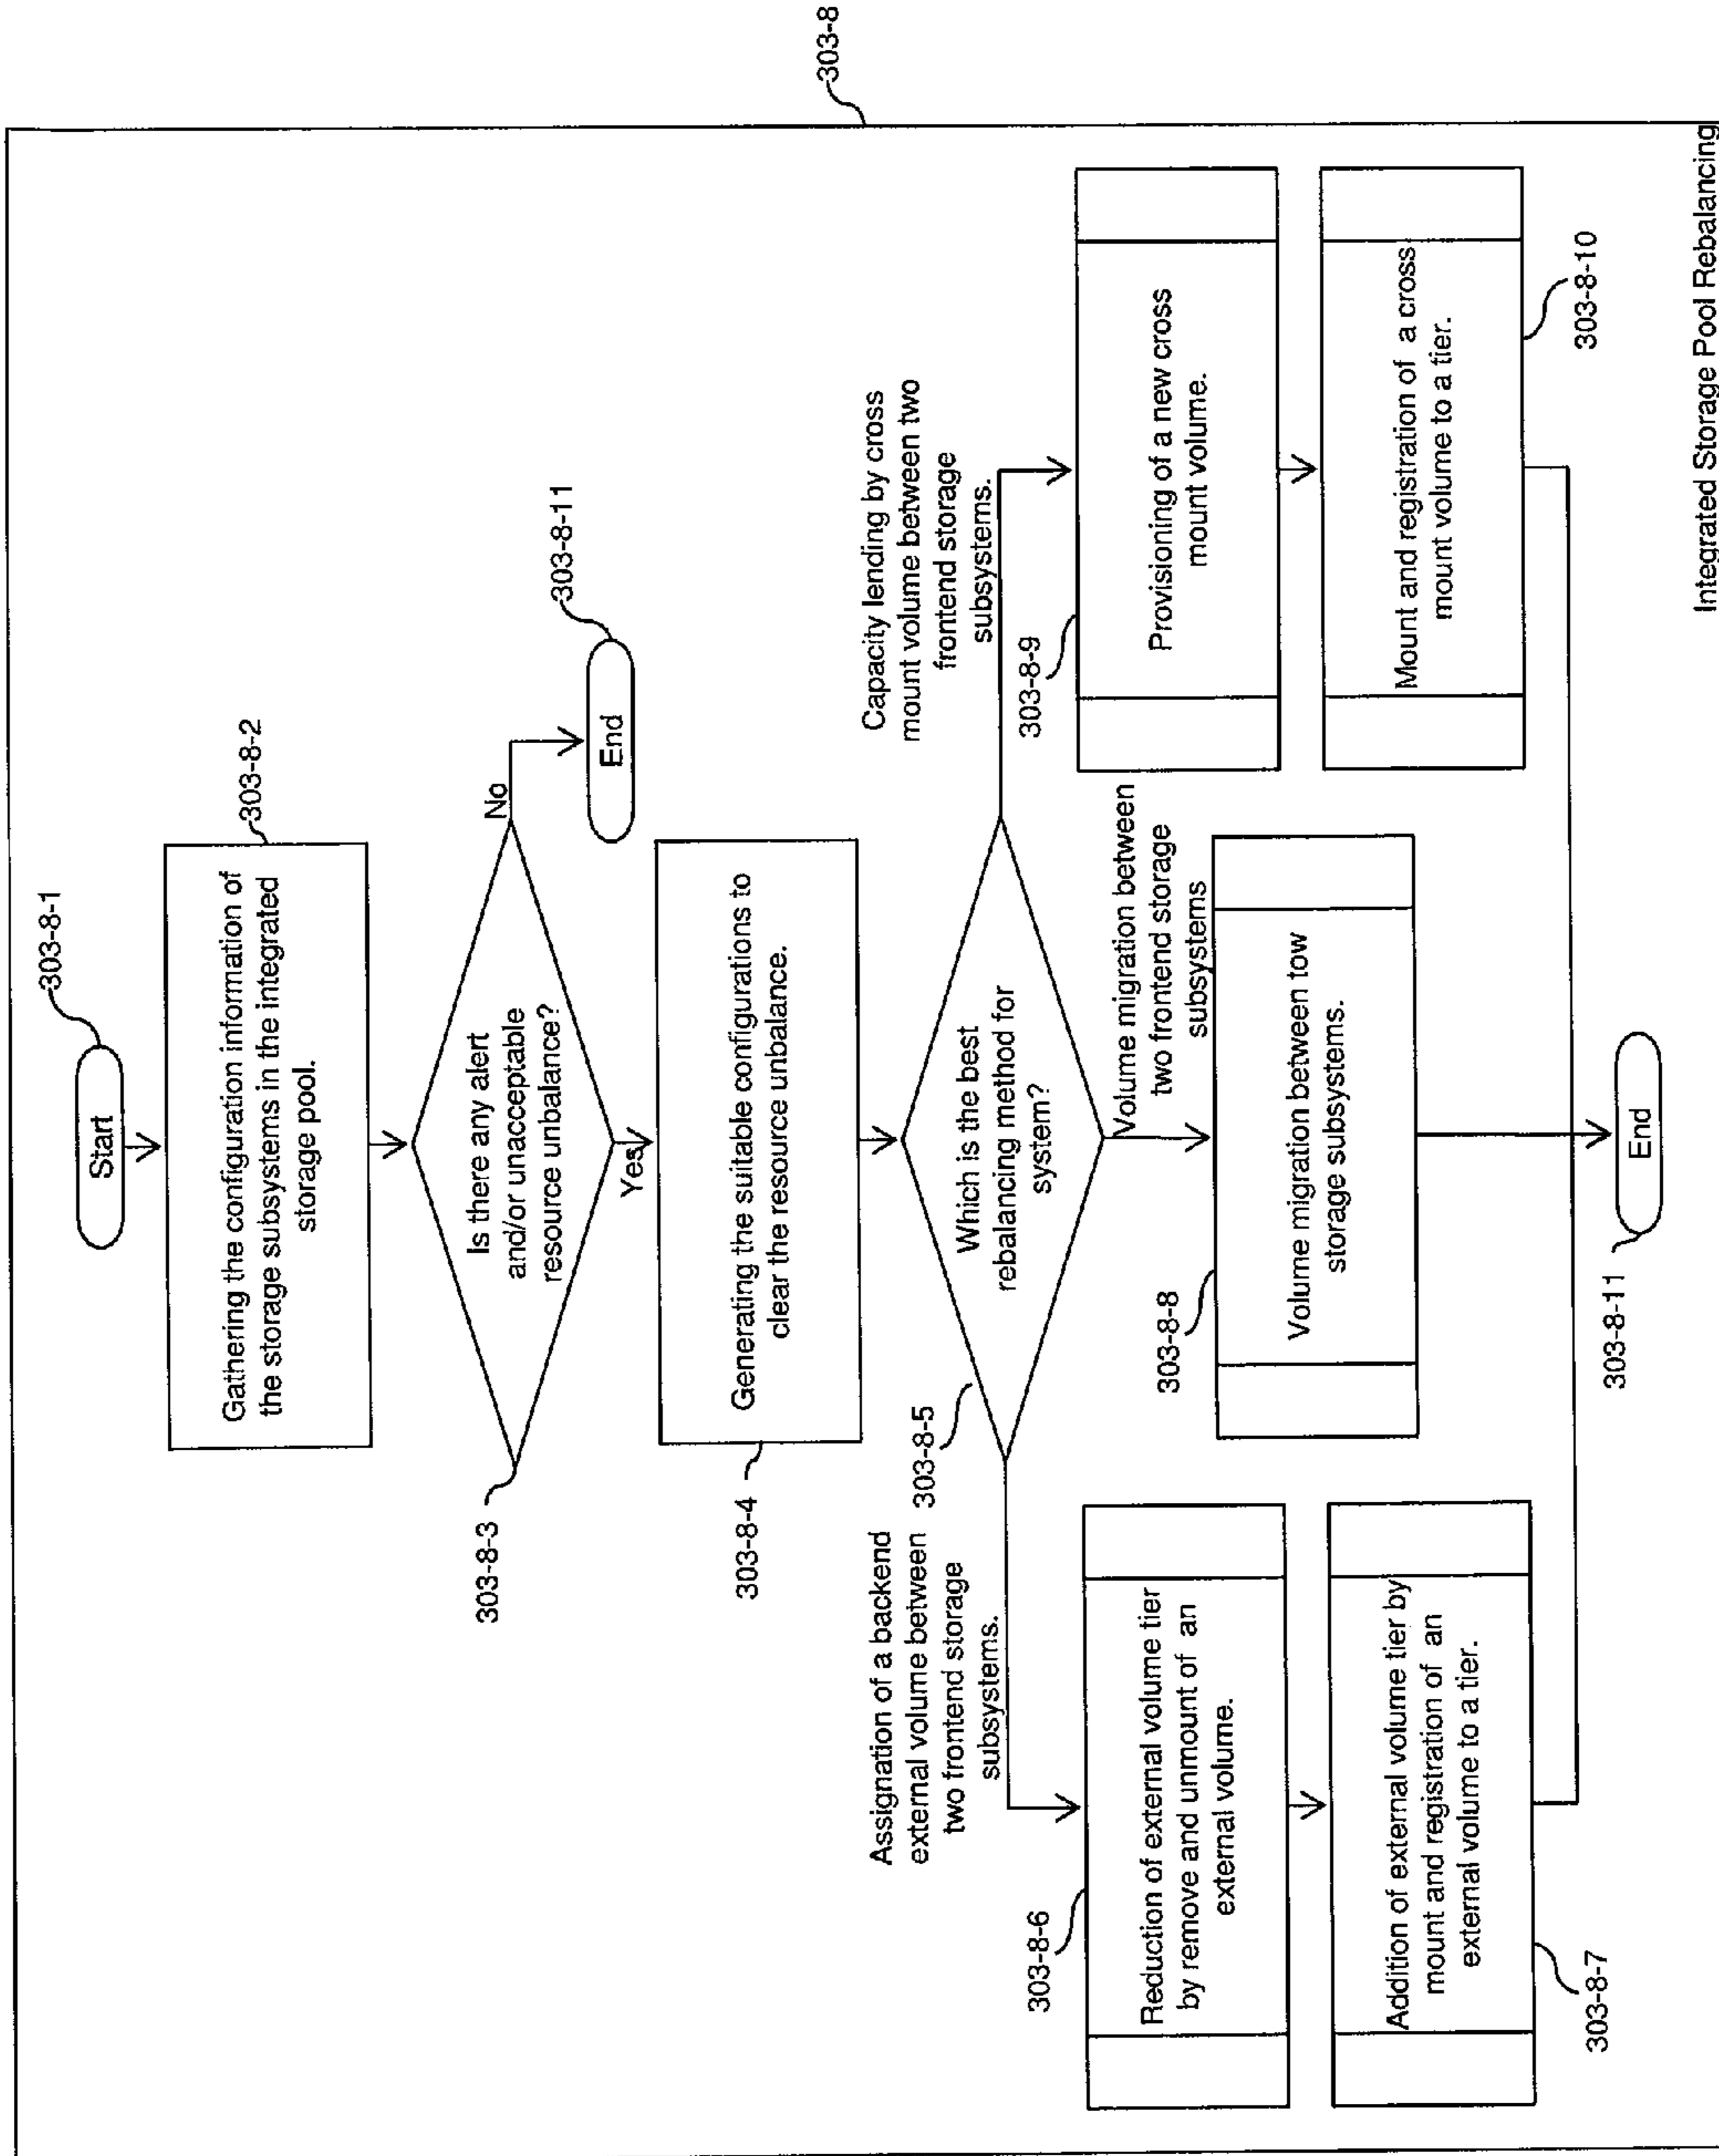 303-8-1
Start
303-8-2
Gathering the configuration information of
the storage subsystems in the integrated
storage pool.
303-8-3
Is there any alert
and/or unacceptable
resource unbalance?
No
303-8-11
End
Yes
303-8-4
Generating the suitable configurations to
clear the resource unbalance.
303-8-5
Which is the best
rebalancing method for
system?
Assignation of a backend
external volume between
two frontend storage
subsystems.
Volume migration between
two frontend storage
subsystems
Capacity lending by cross
mount volume between two
frontend storage
subsystems.
303-8-6
Reduction of external volume tier
by remove and unmount of an
external volume.
303-8-7
Addition of external volume tier by
mount and registration of an
external volume to a tier.
303-8-8
Volume migration between tow
storage subsystems.
303-8-9
Provisioning of a new cross
mount volume.
303-8-10
Mount and registration of a cross
mount volume to a tier.
303-8-11
End
303-8
Integrated Storage Pool Rebalancing